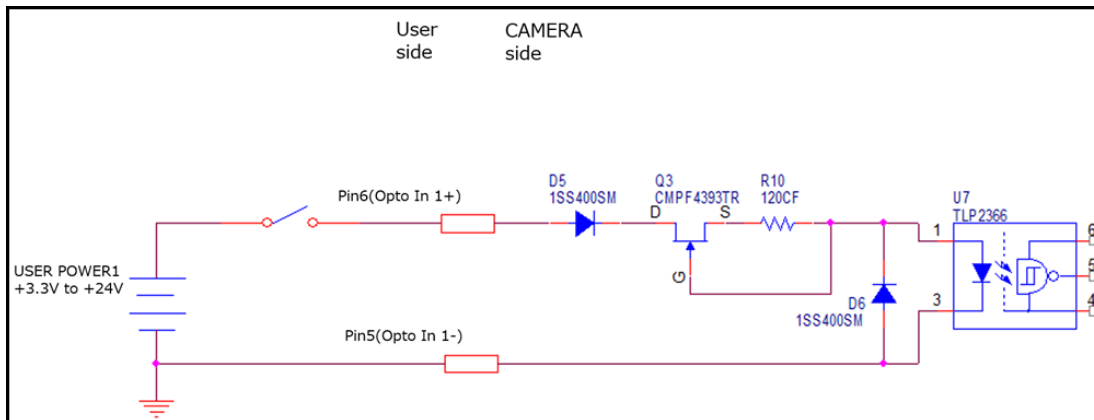 User
side
CAMERA
side
Pin6(Opto In 1+)
D5
1SS400SM
Q3
CMPF4393TR
R10
120CF
D
S
G
U7
TLP2366
1
6
5
3
4
USER POWER1
+3.3V to +24V
D6
1SS400SM
Pin5(Opto In 1-)